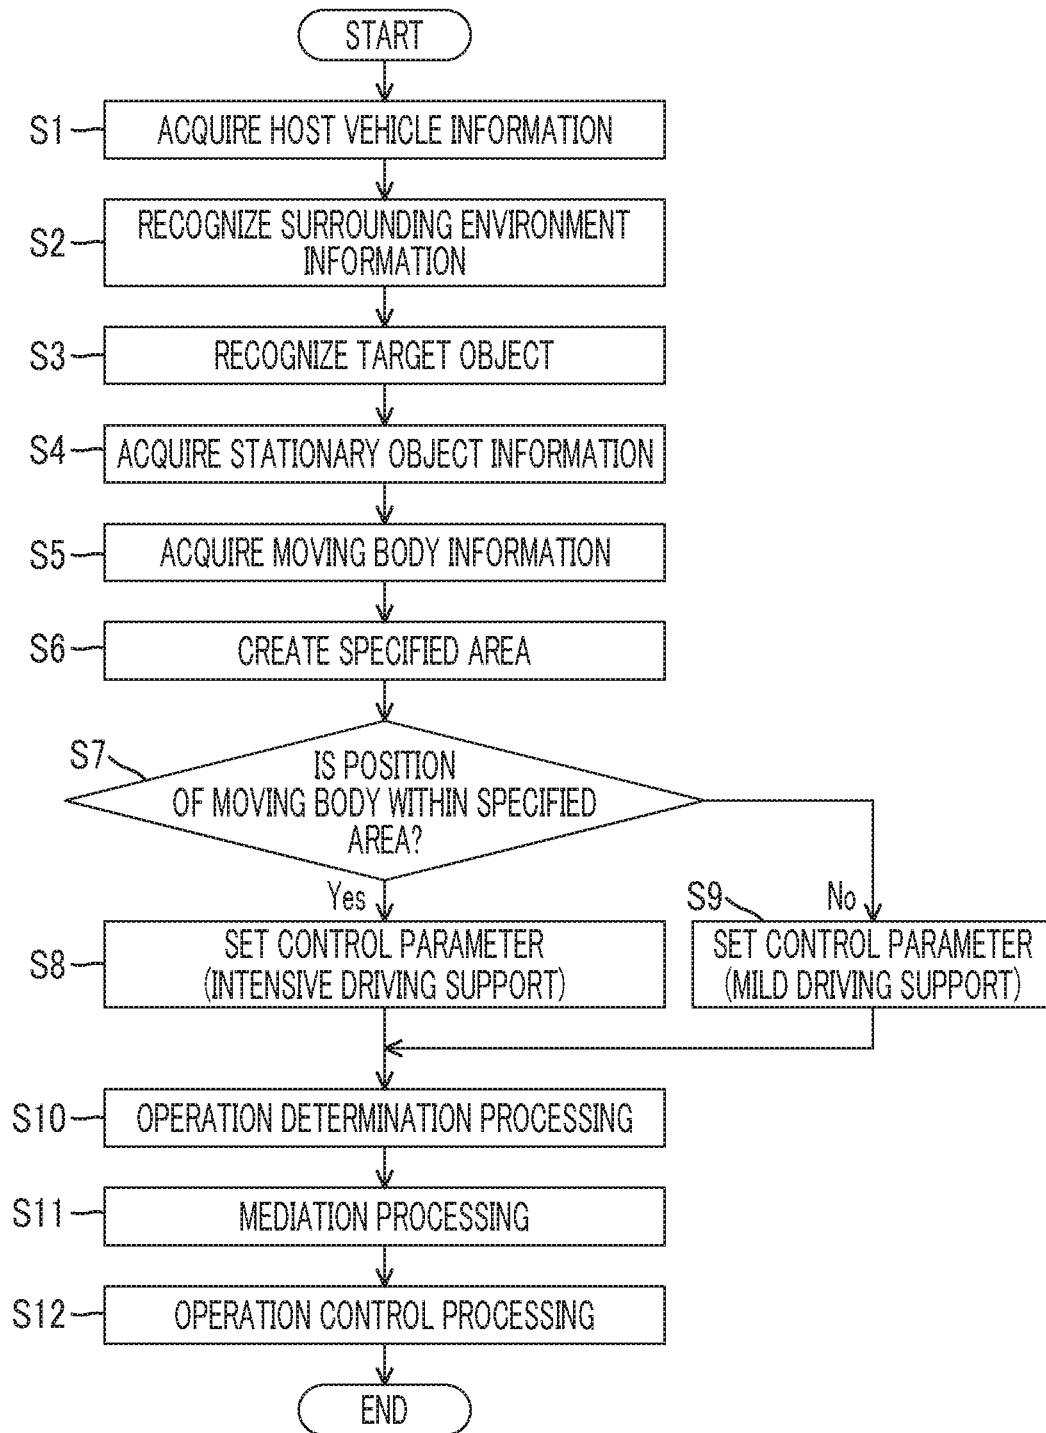 START
S1
ACQUIRE HOST VEHICLE INFORMATION
S2
RECOGNIZE SURROUNDING ENVIRONMENT
INFORMATION
S3
RECOGNIZE TARGET OBJECT
S4
ACQUIRE STATIONARY OBJECT INFORMATION
S5
ACQUIRE MOVING BODY INFORMATION
S6
CREATE SPECIFIED AREA
S7
IS POSITION
OF MOVING BODY WITHIN SPECIFIED
AREA?
Yes
No
S8
SET CONTROL PARAMETER
(INTENSIVE DRIVING SUPPORT)
S9
SET CONTROL PARAMETER
(MILD DRIVING SUPPORT)
S10
OPERATION DETERMINATION PROCESSING
S11
MEDIATION PROCESSING
S12
OPERATION CONTROL PROCESSING
END